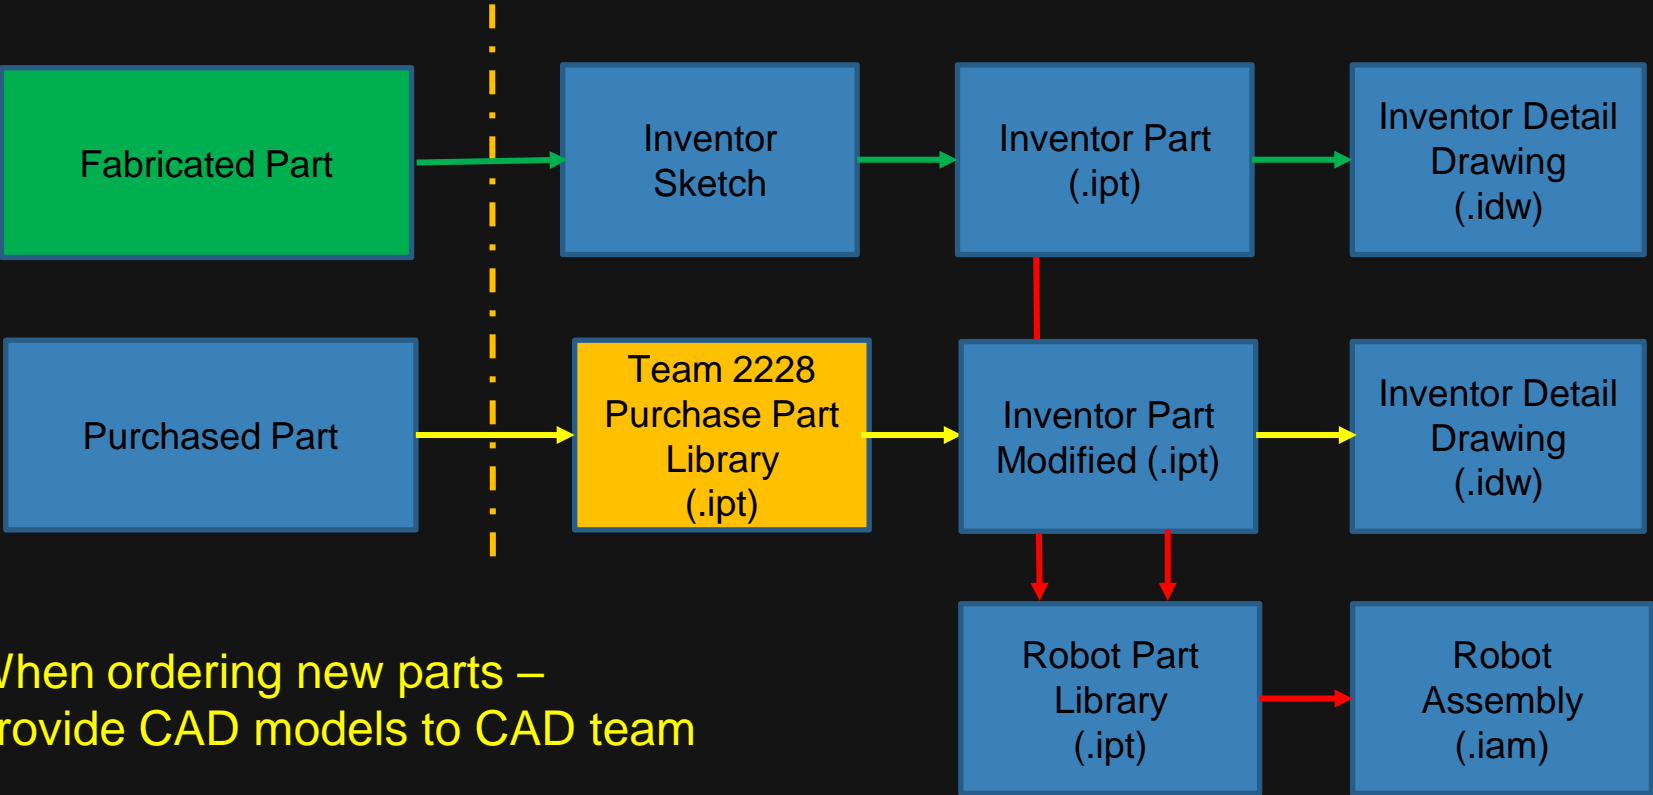 Fabricated Part
Inventor
Sketch
Inventor Part
(.ipt)
Inventor Detail
Drawing
(.idw)
Purchased Part
Team 2228
Purchase Part
Library
(.ipt)
Inventor Part
Modified (.ipt)
Inventor Detail
Drawing
(.idw)
When ordering new parts –
rovide CAD models to CAD team
Robot Part
Library
(.ipt)
Robot
Assembly
(.iam)